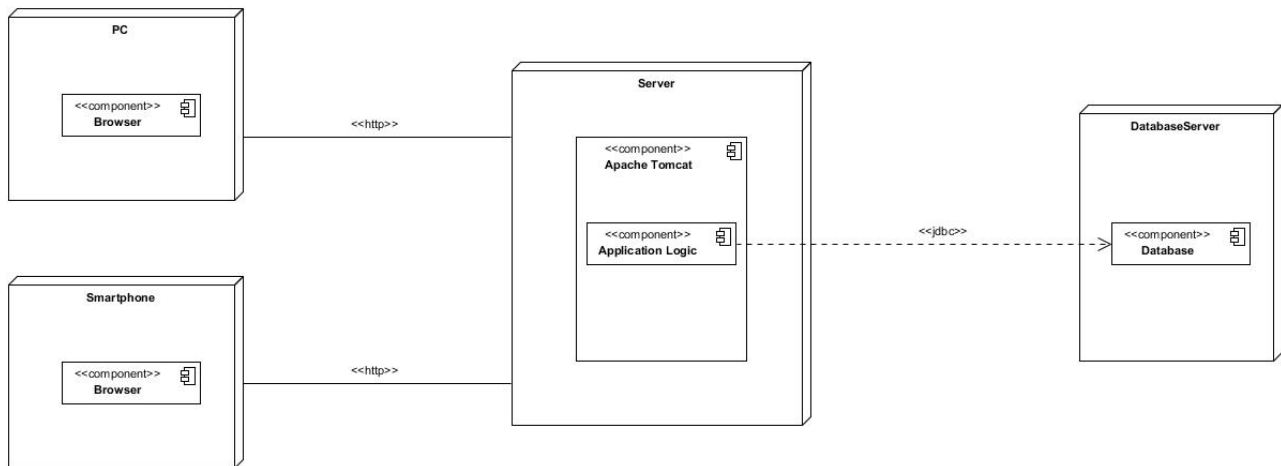 PC
<<component>>
Browser
<<http>>
Server
<<component>>
Apache Tomcat
<<component>>
Application Logic
<<jdbc>>
DatabaseServer
<<component>>
Database
Smartphone
<<component>>
Browser
<<http>>